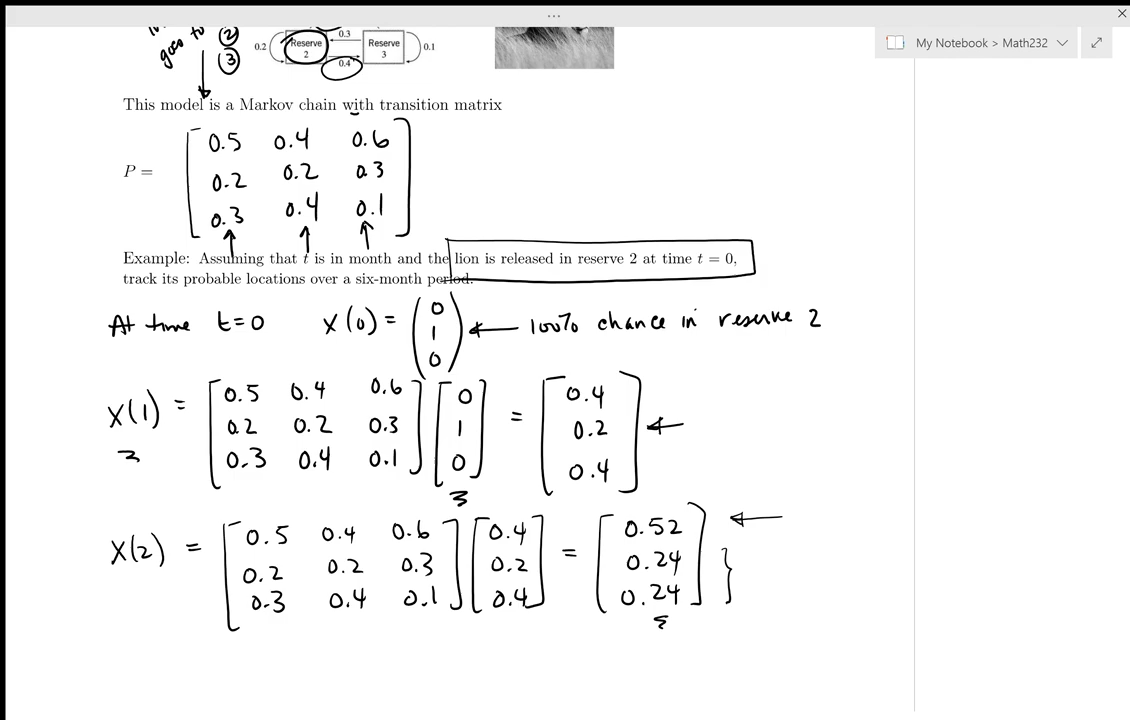 goes to 2
3
0.2 Reserve 2 0.3 0.4 Reserve 3 0.1
My Notebook > Math232
This model is a Markov chain with transition matrix
P =
0.5 0.4 0.6
0.2 0.2 0.3
0.3 0.4 0.1
Example: Assuming that t is in month and the lion is released in reserve 2 at time t = 0,
track its probable locations over a six-month period.
At time t=0 X(0) = (0 1 0) ← 100% chance in reserve 2
X(1) = [0.5 0.4 0.6] [0] = [0.4]
[0.2 0.2 0.3] [1] [0.2] ←
[0.3 0.4 0.1] [0] [0.4]
3 3
X(2) = [0.5 0.4 0.6] [0.4] = [0.52] ←
[0.2 0.2 0.3] [0.2] [0.24] }
[0.3 0.4 0.1] [0.4] [0.24]